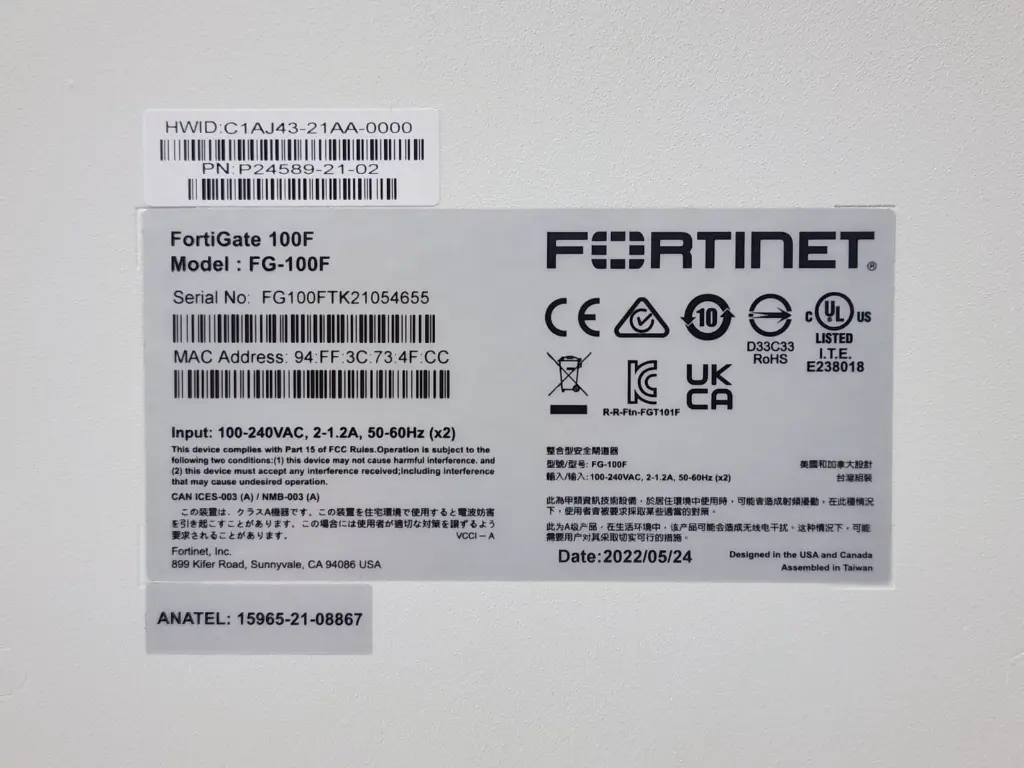 HWID:C1AJ43-21AA-0000
PN:P24589-21-02
FortiGate 100F
Model : FG-100F
Serial No: FG100FTK21054655
MAC Address: 94:FF:3C:73:4F:CC
Input: 100-240VAC, 2-1.2A, 50-60Hz (x2)
This device complies with Part 15 of FCC Rules.Operation is subject to the
following two conditions:(1) this device may not cause harmful interference, and
(2) this device must accept any interference received;including interference
that may cause undesired operation.
CAN ICES-003 (A) / NMB-003 (A)
この装置は、クラスA機器です。この装置を住宅環境で使用すると電波妨害
を引き起こすことがあります。この場合には使用者が適切な対策を講ずるよう
要求されることがあります。
VCCI－A
Fortinet, Inc.
899 Kifer Road, Sunnyvale, CA 94086 USA
FORTINET®
CE
10
D33C33
RoHS
c UL US
LISTED
I.T.E.
E238018
KC
R-R-Ftn-FGT101F
UK
CA
整合型安全閘道器
型號/型号: FG-100F
美國和加拿大設計
輸入/输入: 100-240VAC, 2-1.2A, 50-60Hz (x2)
台灣組裝
此為甲類資訊技術設備，於居住環境中使用時，可能會造成射頻擾動，在此種情況
下，使用者會被要求採取某些適當的對策。
此为A级产品，在生活环境中，该产品可能会造成无线电干扰。这种情况下，可能
需要用户对其采取切实可行的措施。
Date:2022/05/24
Designed in the USA and Canada
Assembled in Taiwan
ANATEL: 15965-21-08867